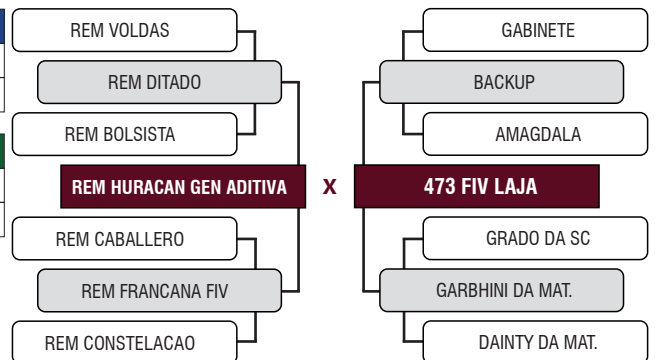 REM VOLDAS
REM DITADO
REM BOLSISTA
REM HURACAN GEN ADITIVA
REM CABALLERO
REM FRANCANA FIV
REM CONSTELACAO
X
GABINETE
BACKUP
AMAGDALA
473 FIV LAJA
GRADO DA SC
GARBHINI DA MAT.
DAINTY DA MAT.